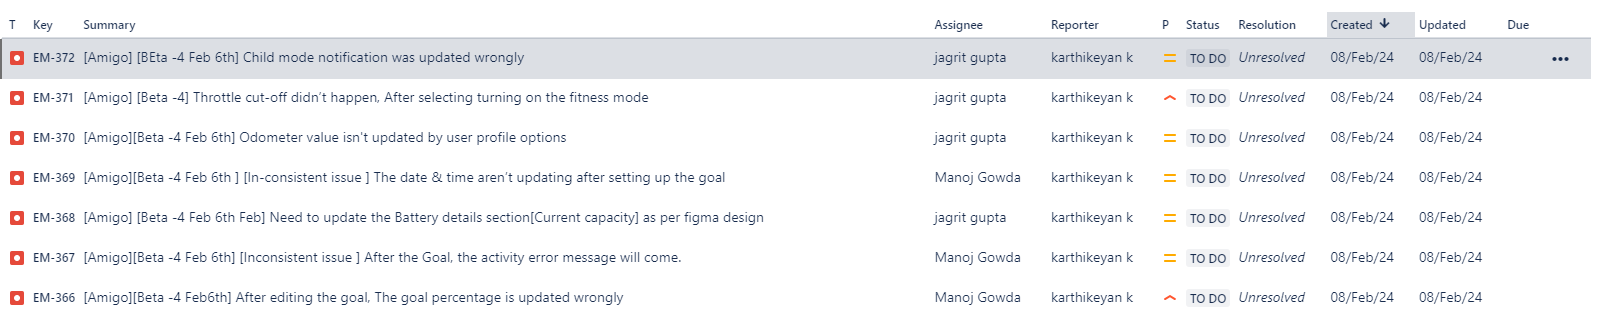 T Key Summary Assignee Reporter P Status Resolution Created Updated Due
EM-372 [Amigo] [BEta -4 Feb 6th] Child mode notification was updated wrongly jagrit gupta karthikeyan k TO DO Unresolved 08/Feb/24 08/Feb/24
EM-371 [Amigo] [Beta -4] Throttle cut-off didn’t happen, After selecting turning on the fitness mode jagrit gupta karthikeyan k TO DO Unresolved 08/Feb/24 08/Feb/24
EM-370 [Amigo][Beta -4 Feb 6th] Odometer value isn't updated by user profile options jagrit gupta karthikeyan k TO DO Unresolved 08/Feb/24 08/Feb/24
EM-369 [Amigo][Beta -4 Feb 6th ] [In-consistent issue ] The date & time aren’t updating after setting up the goal Manoj Gowda karthikeyan k TO DO Unresolved 08/Feb/24 08/Feb/24
EM-368 [Amigo] [Beta -4 Feb 6th Feb] Need to update the Battery details section[Current capacity] as per figma design jagrit gupta karthikeyan k TO DO Unresolved 08/Feb/24 08/Feb/24
EM-367 [Amigo][Beta -4 Feb 6th] [Inconsistent issue ] After the Goal, the activity error message will come. Manoj Gowda karthikeyan k TO DO Unresolved 08/Feb/24 08/Feb/24
EM-366 [Amigo][Beta -4 Feb6th] After editing the goal, The goal percentage is updated wrongly Manoj Gowda karthikeyan k TO DO Unresolved 08/Feb/24 08/Feb/24